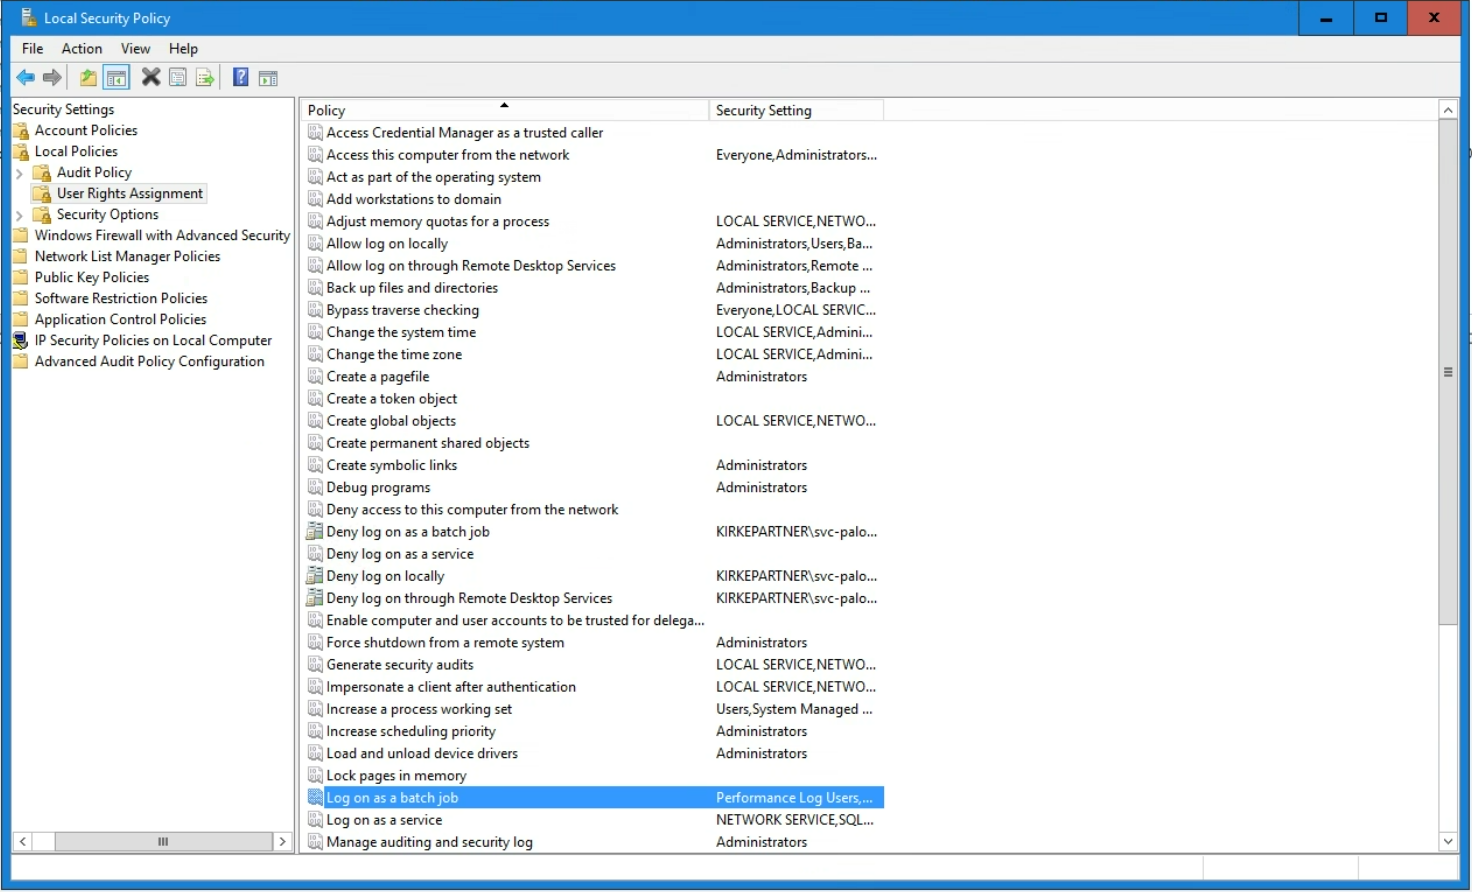 Local Security Policy
File Action View Help
Security Settings
Account Policies
Local Policies
Audit Policy
User Rights Assignment
Security Options
Windows Firewall with Advanced Security
Network List Manager Policies
Public Key Policies
Software Restriction Policies
Application Control Policies
IP Security Policies on Local Computer
Advanced Audit Policy Configuration
Policy Security Setting
Access Credential Manager as a trusted caller
Access this computer from the network Everyone,Administrators...
Act as part of the operating system
Add workstations to domain
Adjust memory quotas for a process LOCAL SERVICE,NETWO...
Allow log on locally Administrators,Users,Ba...
Allow log on through Remote Desktop Services Administrators,Remote ...
Back up files and directories Administrators,Backup ...
Bypass traverse checking Everyone,LOCAL SERVIC...
Change the system time LOCAL SERVICE,Admini...
Change the time zone LOCAL SERVICE,Admini...
Create a pagefile Administrators
Create a token object
Create global objects LOCAL SERVICE,NETWO...
Create permanent shared objects
Create symbolic links Administrators
Debug programs Administrators
Deny access to this computer from the network
Deny log on as a batch job KIRKEPARTNER\svc-palo...
Deny log on as a service
Deny log on locally KIRKEPARTNER\svc-palo...
Deny log on through Remote Desktop Services KIRKEPARTNER\svc-palo...
Enable computer and user accounts to be trusted for delega...
Force shutdown from a remote system Administrators
Generate security audits LOCAL SERVICE,NETWO...
Impersonate a client after authentication LOCAL SERVICE,NETWO...
Increase a process working set Users,System Managed ...
Increase scheduling priority Administrators
Load and unload device drivers Administrators
Lock pages in memory
Log on as a batch job Performance Log Users,...
Log on as a service NETWORK SERVICE,SQL...
Manage auditing and security log Administrators